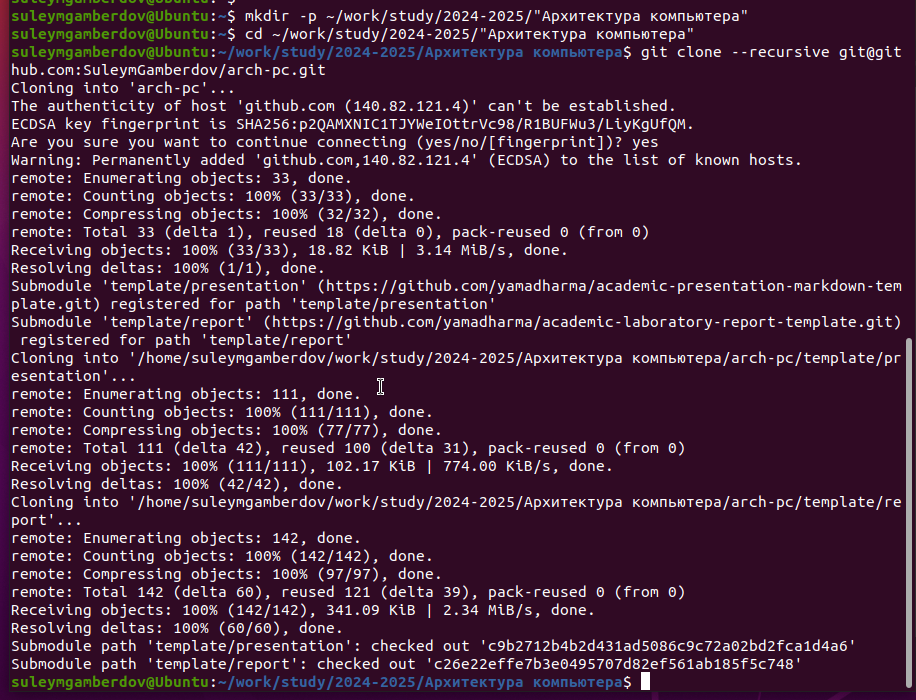 suleymgamberdov@Ubuntu:~$ mkdir -p ~/work/study/2024-2025/"Архитектура компьютера"
suleymgamberdov@Ubuntu:~$ cd ~/work/study/2024-2025/"Архитектура компьютера"
suleymgamberdov@Ubuntu:~/work/study/2024-2025/Архитектура компьютера$ git clone --recursive git@git
hub.com:SuleymGamberdov/arch-pc.git
Cloning into 'arch-pc'...
The authenticity of host 'github.com (140.82.121.4)' can't be established.
ECDSA key fingerprint is SHA256:p2QAMXNIC1TJYWeIOttrVc98/R1BUFWu3/LiyKgUfQM.
Are you sure you want to continue connecting (yes/no/[fingerprint])? yes
Warning: Permanently added 'github.com,140.82.121.4' (ECDSA) to the list of known hosts.
remote: Enumerating objects: 33, done.
remote: Counting objects: 100% (33/33), done.
remote: Compressing objects: 100% (32/32), done.
remote: Total 33 (delta 1), reused 18 (delta 0), pack-reused 0 (from 0)
Receiving objects: 100% (33/33), 18.82 KiB | 3.14 MiB/s, done.
Resolving deltas: 100% (1/1), done.
Submodule 'template/presentation' (https://github.com/yamadharma/academic-presentation-markdown-tem
plate.git) registered for path 'template/presentation'
Submodule 'template/report' (https://github.com/yamadharma/academic-laboratory-report-template.git)
 registered for path 'template/report'
Cloning into '/home/suleymgamberdov/work/study/2024-2025/Архитектура компьютера/arch-pc/template/pr
esentation'...
remote: Enumerating objects: 111, done.
remote: Counting objects: 100% (111/111), done.
remote: Compressing objects: 100% (77/77), done.
remote: Total 111 (delta 42), reused 100 (delta 31), pack-reused 0 (from 0)
Receiving objects: 100% (111/111), 102.17 KiB | 774.00 KiB/s, done.
Resolving deltas: 100% (42/42), done.
Cloning into '/home/suleymgamberdov/work/study/2024-2025/Архитектура компьютера/arch-pc/template/re
port'...
remote: Enumerating objects: 142, done.
remote: Counting objects: 100% (142/142), done.
remote: Compressing objects: 100% (97/97), done.
remote: Total 142 (delta 60), reused 121 (delta 39), pack-reused 0 (from 0)
Receiving objects: 100% (142/142), 341.09 KiB | 2.34 MiB/s, done.
Resolving deltas: 100% (60/60), done.
Submodule path 'template/presentation': checked out 'c9b2712b4b2d431ad5086c9c72a02bd2fca1d4a6'
Submodule path 'template/report': checked out 'c26e22effe7b3e0495707d82ef561ab185f5c748'
suleymgamberdov@Ubuntu:~/work/study/2024-2025/Архитектура компьютера$